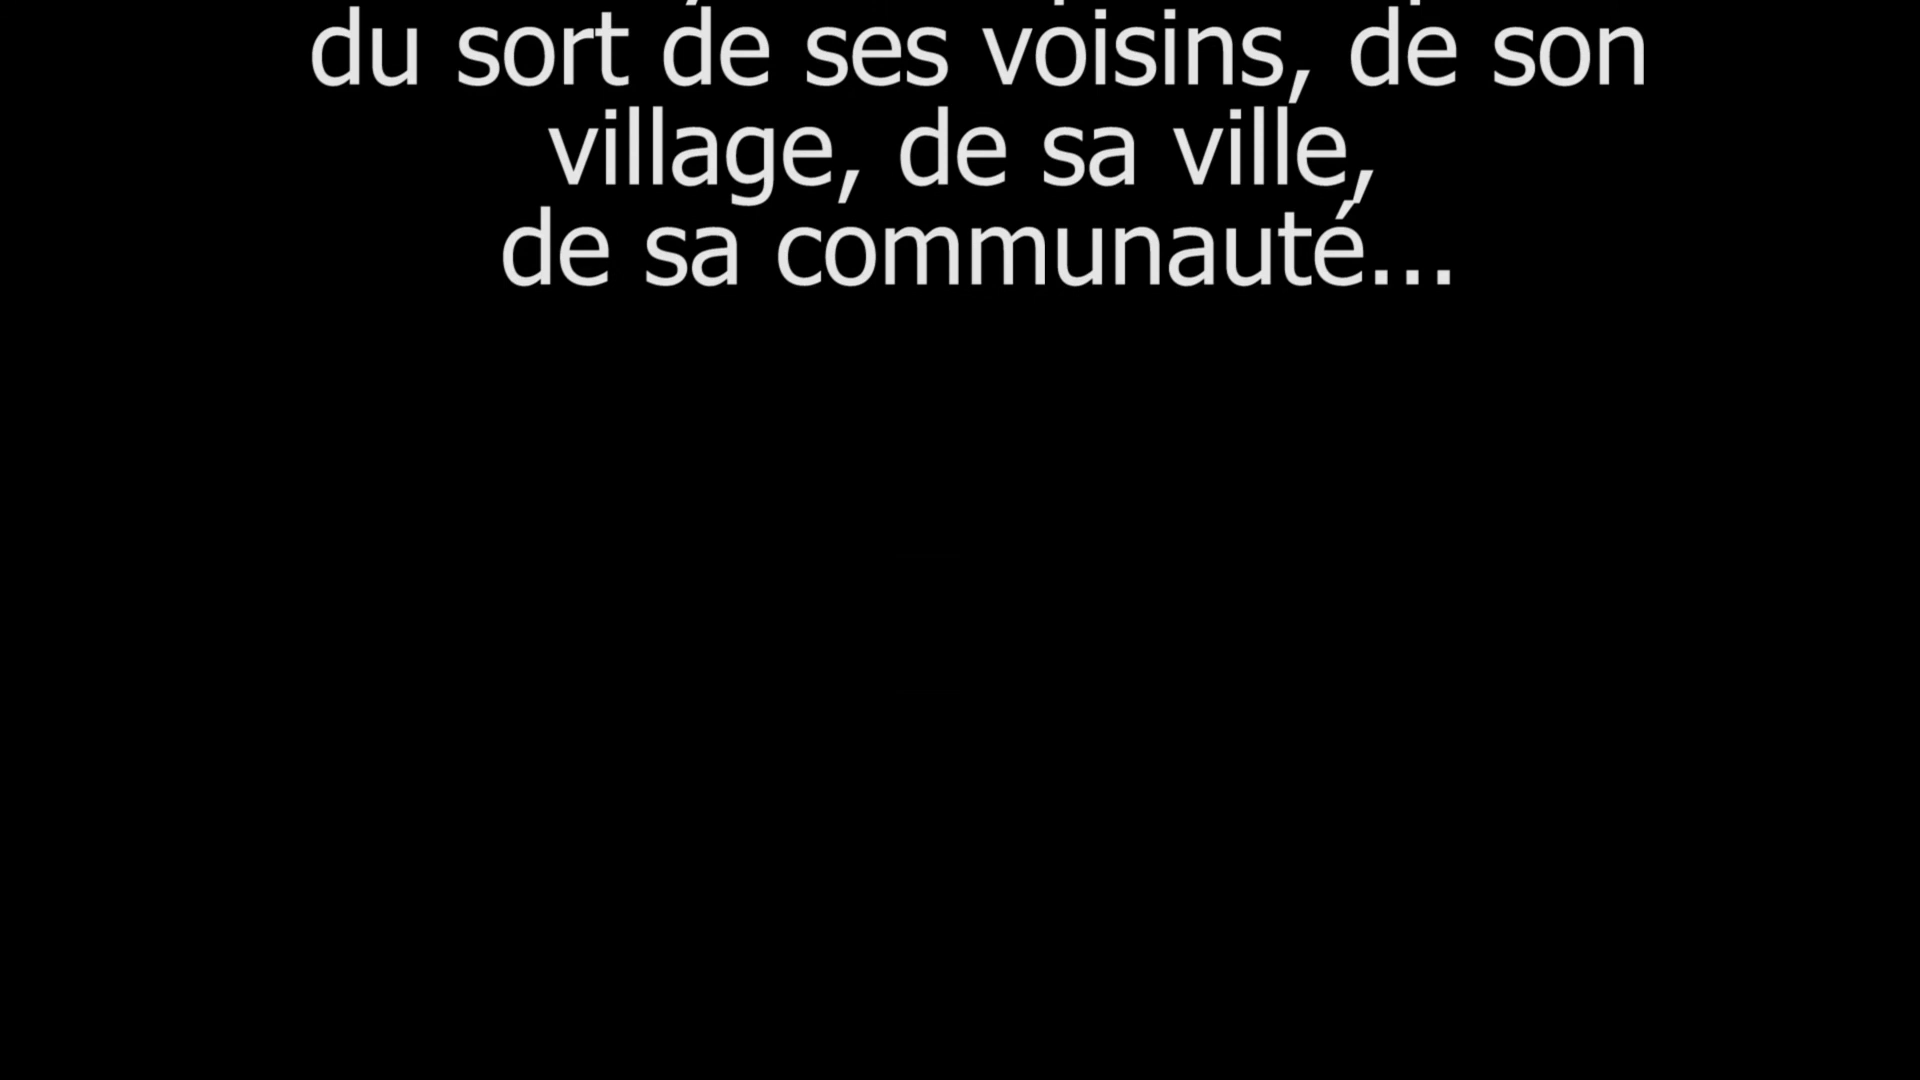 du sort de ses voisins, de son
village, de sa ville,
de sa communauté...